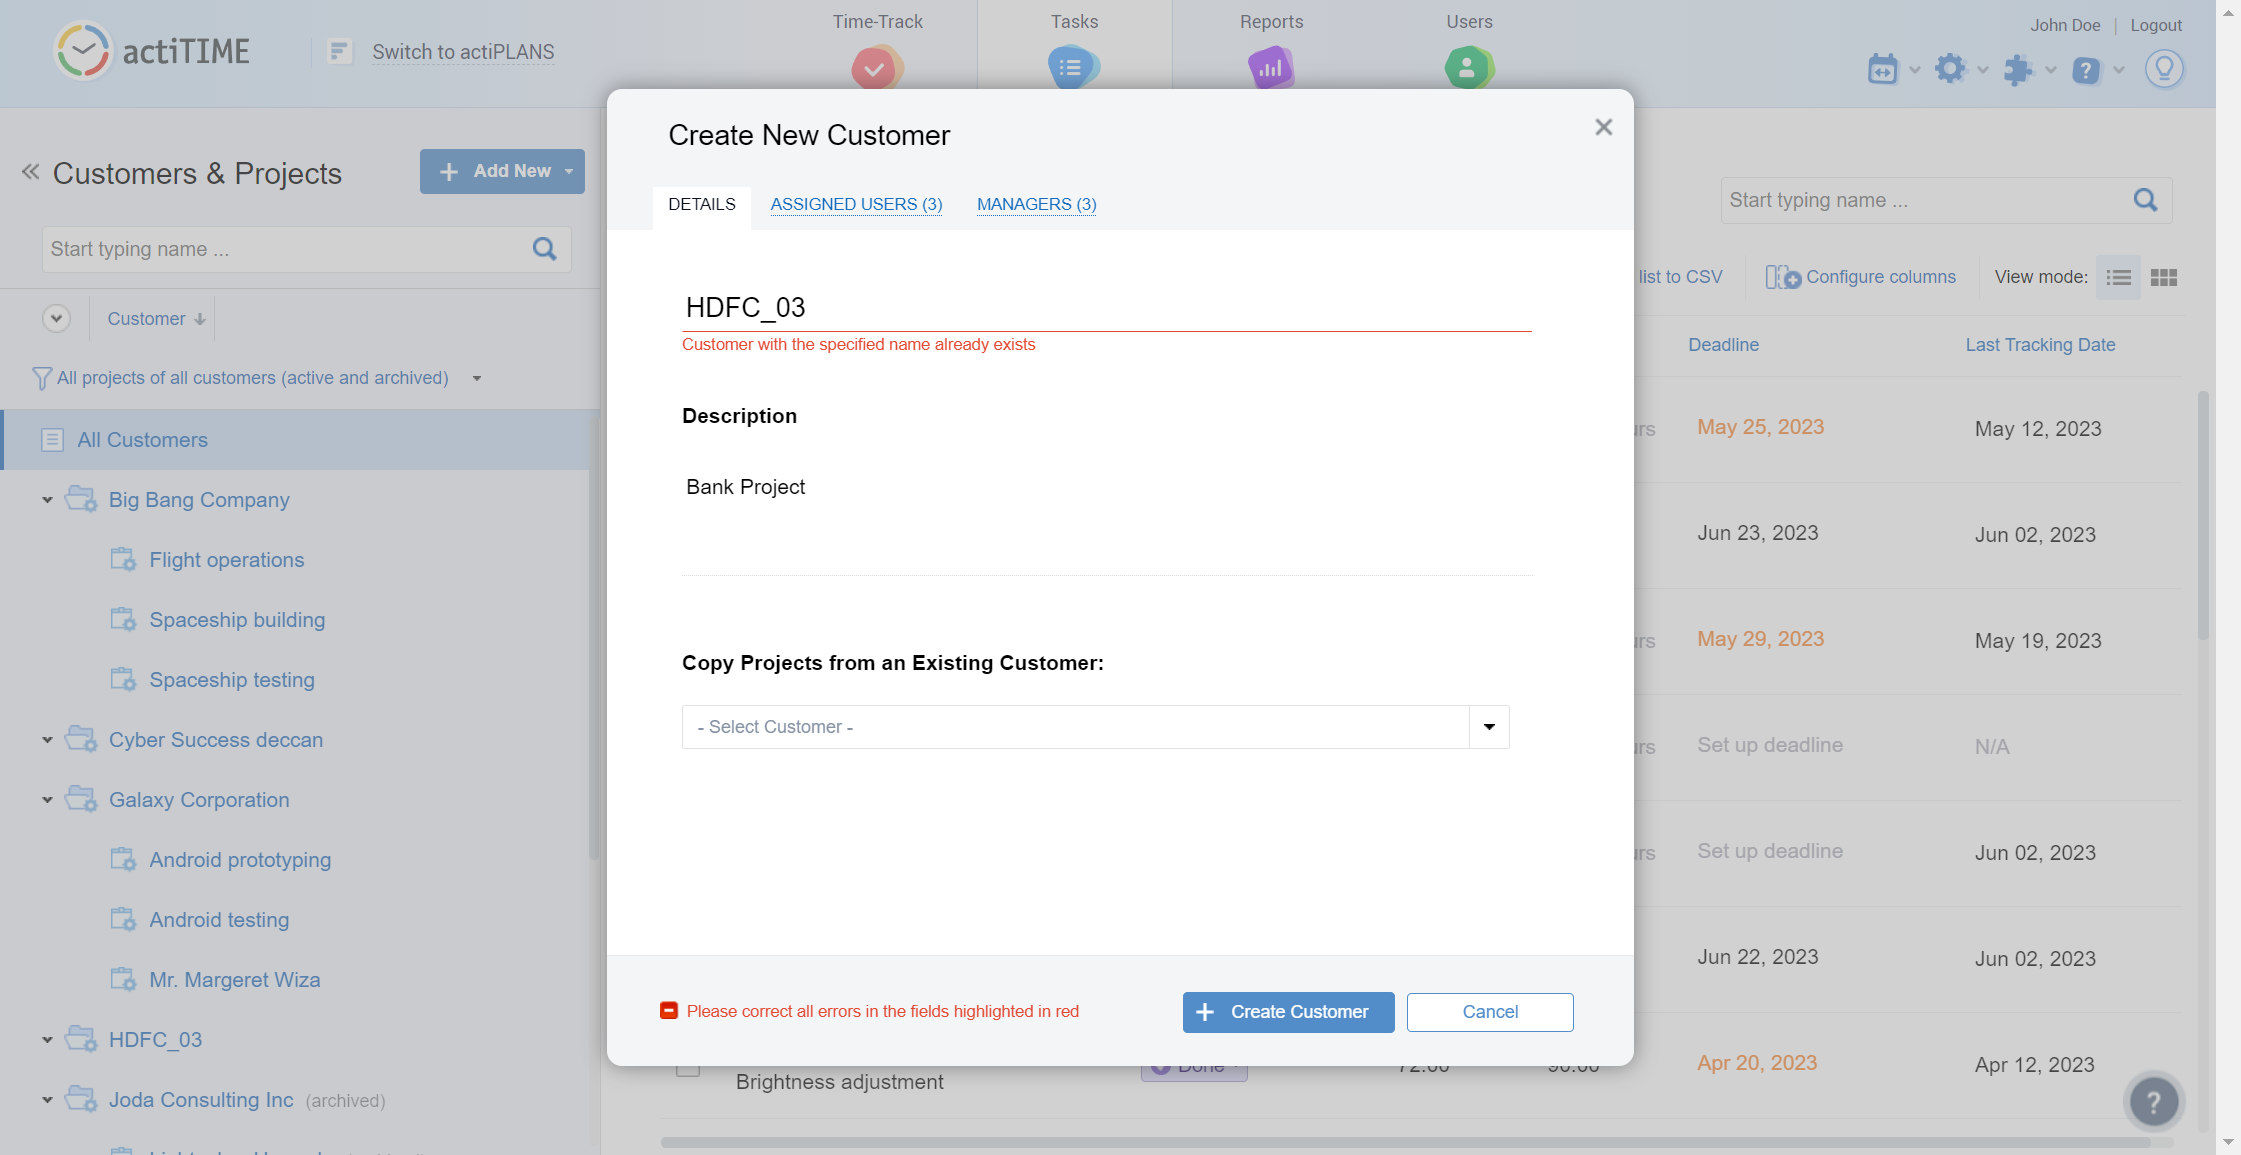 actiTIME
Switch to actiPLANS
Time-Track
Tasks
Reports
Users
John Doe | Logout
Customers & Projects
Add New
Start typing name ...
Customer
All projects of all customers (active and archived)
All Customers
Big Bang Company
Flight operations
Spaceship building
Spaceship testing
Cyber Success deccan
Galaxy Corporation
Android prototyping
Android testing
Mr. Margeret Wiza
HDFC_03
Joda Consulting Inc (archived)
Create New Customer
DETAILS
ASSIGNED USERS (3)
MANAGERS (3)
HDFC_03
Customer with the specified name already exists
Description
Bank Project
Copy Projects from an Existing Customer:
- Select Customer -
Please correct all errors in the fields highlighted in red
Create Customer
Cancel
Start typing name ...
list to CSV
Configure columns
View mode:
Deadline
Last Tracking Date
May 25, 2023
May 12, 2023
Jun 23, 2023
Jun 02, 2023
May 29, 2023
May 19, 2023
Set up deadline
N/A
Set up deadline
Jun 02, 2023
Jun 22, 2023
Jun 02, 2023
Brightness adjustment
Done
72:00
90:00
Apr 20, 2023
Apr 12, 2023